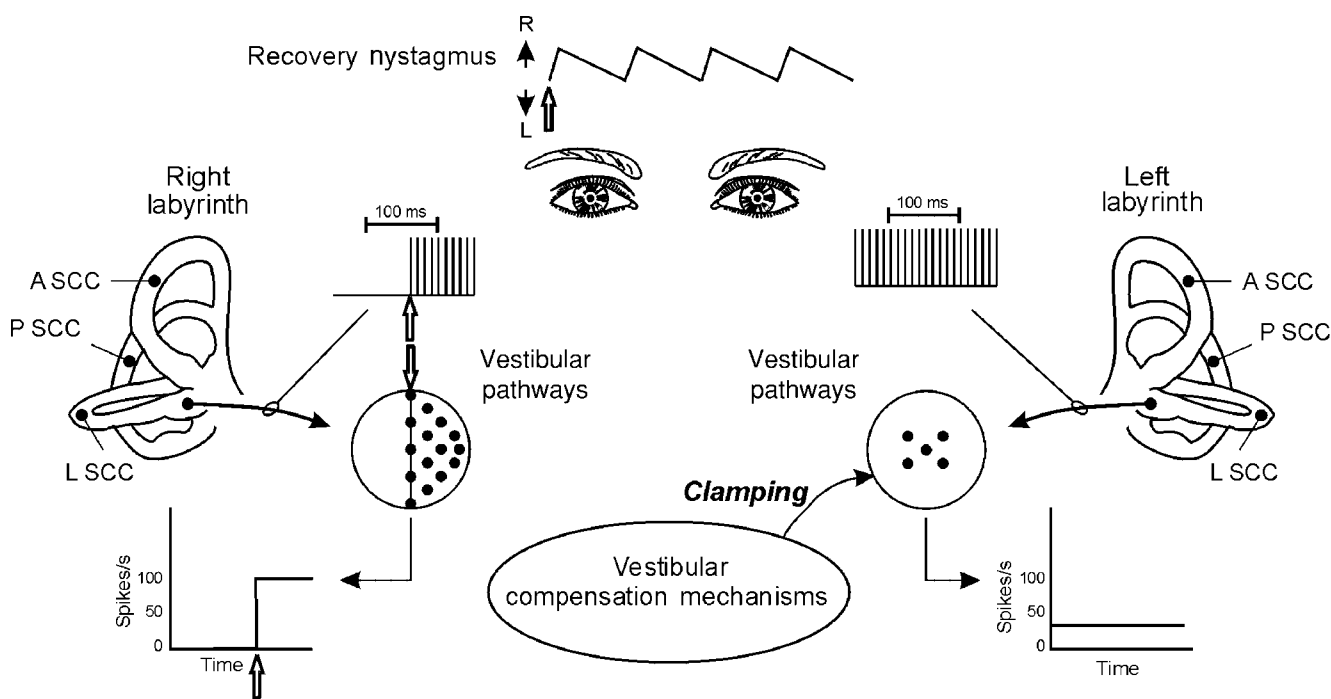 R
Recovery nystagmus
L
Right
labyrinth
100 ms
100 ms
Left
labyrinth
A SCC
P SCC
L SCC
Vestibular
pathways
Vestibular
pathways
A SCC
P SCC
L SCC
Clamping
Vestibular
compensation mechanisms
Spikes/s
100
50
0
Time
Spikes/s
100
50
0
Time